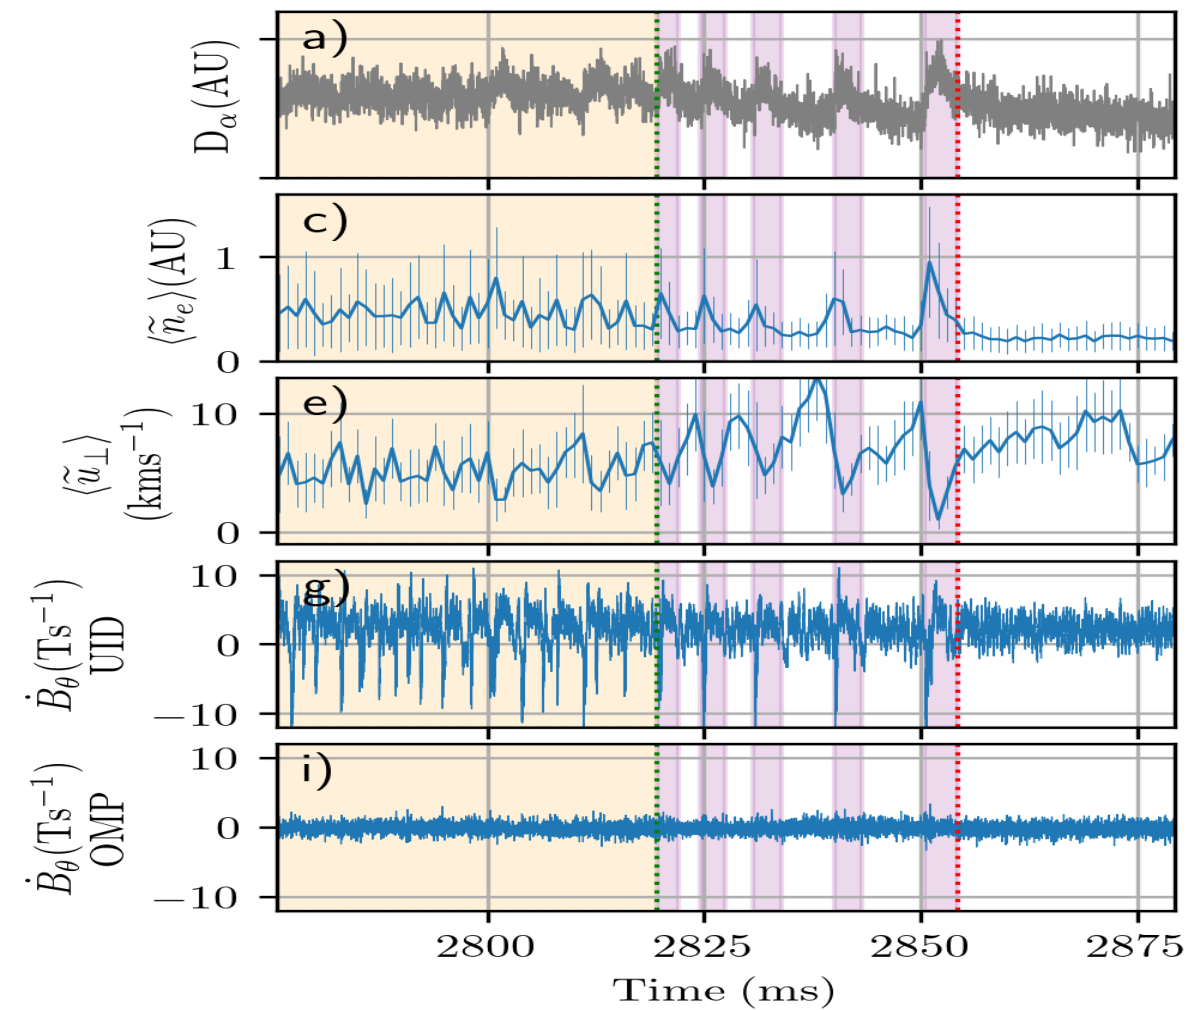 a)
D_α(AU)
c)
⟨ñ_e⟩(AU)
1
0
e)
⟨ũ_⊥⟩
(kms⁻¹)
10
0
g)
Ḃ_θ(Ts⁻¹)
UID
10
0
−10
i)
Ḃ_θ(Ts⁻¹)
OMP
10
0
−10
2800 2825 2850 2875
Time (ms)